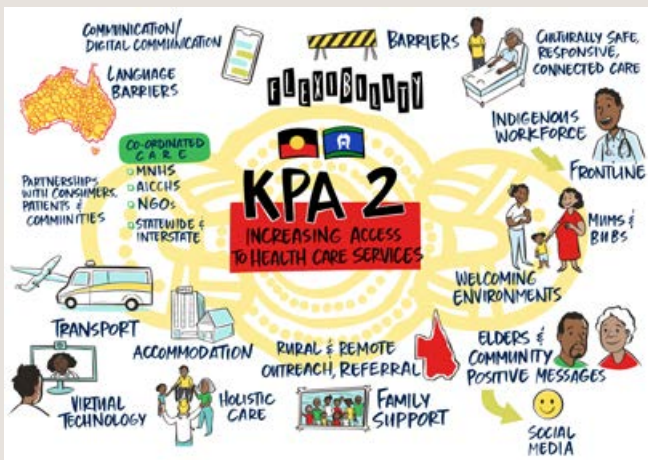 COMMUNICATION/
DIGITAL COMMUNICATION
BARRIERS
CULTURALLY SAFE,
RESPONSIVE,
CONNECTED CARE
LANGUAGE
BARRIERS
FLEXIBILITY
INDIGENOUS
WORKFORCE
FRONTLINE
CO-ORDINATED
CARE
MNHS
AICCHS
NGOs
STATEWIDE &
INTERSTATE
PARTNERSHIPS
WITH CONSUMERS,
PATIENTS &
COMMUNITIES
KPA 2
INCREASING ACCESS
TO HEALTH CARE SERVICES
MUMS &
BUBS
WELCOMING
ENVIRONMENTS
TRANSPORT
ACCOMMODATION
RURAL & REMOTE
OUTREACH, REFERRAL
ELDERS &
COMMUNITY
POSITIVE MESSAGES
VIRTUAL
TECHNOLOGY
HOLISTIC
CARE
FAMILY
SUPPORT
SOCIAL
MEDIA